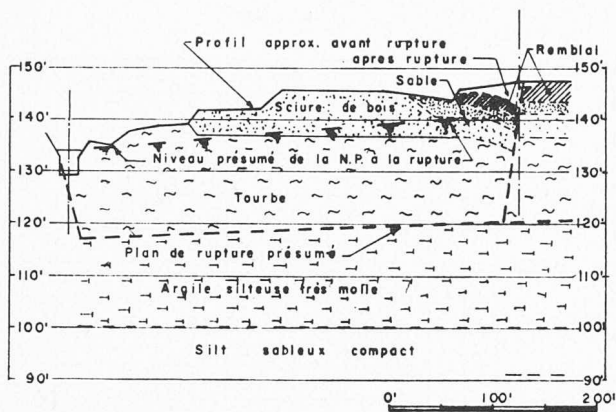 Profil approx. avant rupture
apres rupture
Remblai
Sable
150' 150'
140' Sciure de bois 140'
Niveau présumé de la N.P. à la rupture
130' 130'
Tourbe
120' 120'
Plan de rupture présumé
110' Argile silteuse très molle 110'
100' 100'
Silt sableux compact
90' 90'
0' 100' 200'